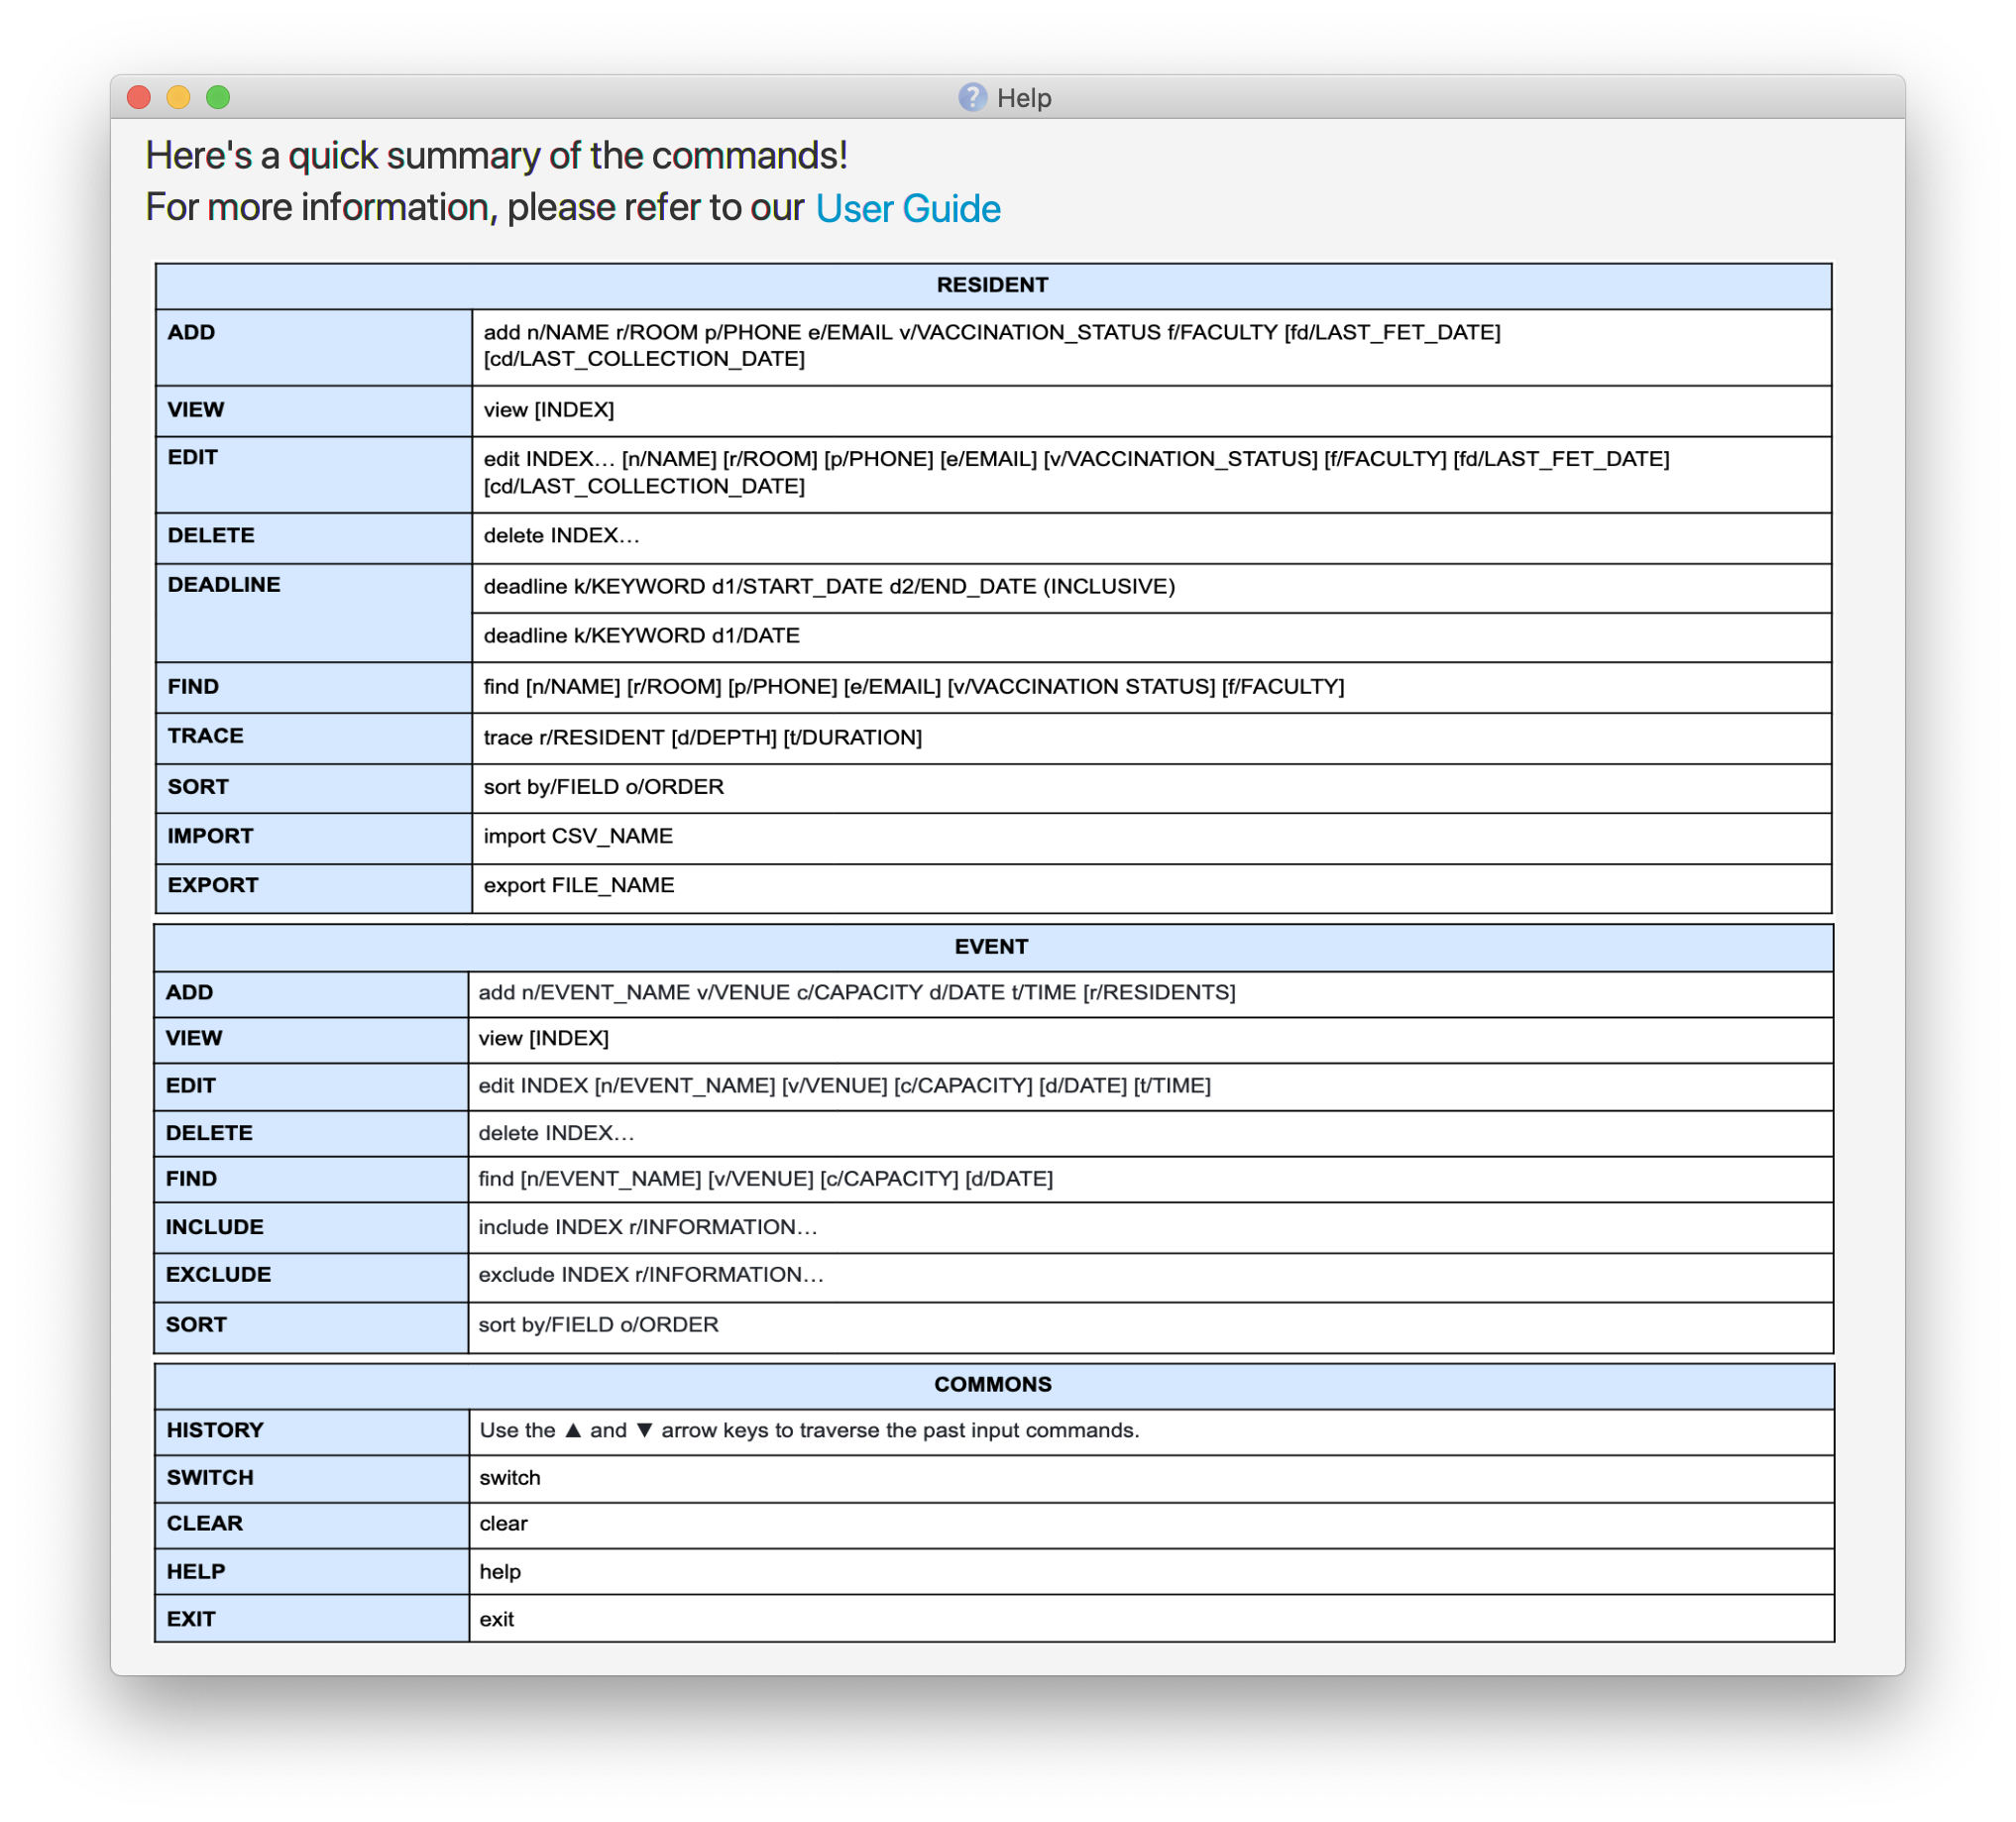 Help
Here's a quick summary of the commands!
For more information, please refer to our User Guide
RESIDENT
ADD
add n/NAME r/ROOM p/PHONE e/EMAIL v/VACCINATION_STATUS f/FACULTY [fd/LAST_FET_DATE]
[cd/LAST_COLLECTION_DATE]
VIEW
view [INDEX]
EDIT
edit INDEX… [n/NAME] [r/ROOM] [p/PHONE] [e/EMAIL] [v/VACCINATION_STATUS] [f/FACULTY] [fd/LAST_FET_DATE]
[cd/LAST_COLLECTION_DATE]
DELETE
delete INDEX…
DEADLINE
deadline k/KEYWORD d1/START_DATE d2/END_DATE (INCLUSIVE)
deadline k/KEYWORD d1/DATE
FIND
find [n/NAME] [r/ROOM] [p/PHONE] [e/EMAIL] [v/VACCINATION STATUS] [f/FACULTY]
TRACE
trace r/RESIDENT [d/DEPTH] [t/DURATION]
SORT
sort by/FIELD o/ORDER
IMPORT
import CSV_NAME
EXPORT
export FILE_NAME
EVENT
ADD
add n/EVENT_NAME v/VENUE c/CAPACITY d/DATE t/TIME [r/RESIDENTS]
VIEW
view [INDEX]
EDIT
edit INDEX [n/EVENT_NAME] [v/VENUE] [c/CAPACITY] [d/DATE] [t/TIME]
DELETE
delete INDEX…
FIND
find [n/EVENT_NAME] [v/VENUE] [c/CAPACITY] [d/DATE]
INCLUDE
include INDEX r/INFORMATION…
EXCLUDE
exclude INDEX r/INFORMATION…
SORT
sort by/FIELD o/ORDER
COMMONS
HISTORY
Use the ▲ and ▼ arrow keys to traverse the past input commands.
SWITCH
switch
CLEAR
clear
HELP
help
EXIT
exit